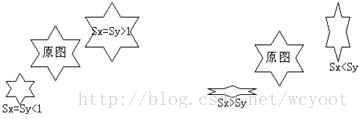 Sx=Sy>1
原图
Sx=Sy<1
原图
Sx<Sy
Sx>Sy
http://blog.csdn.net/wcyoot